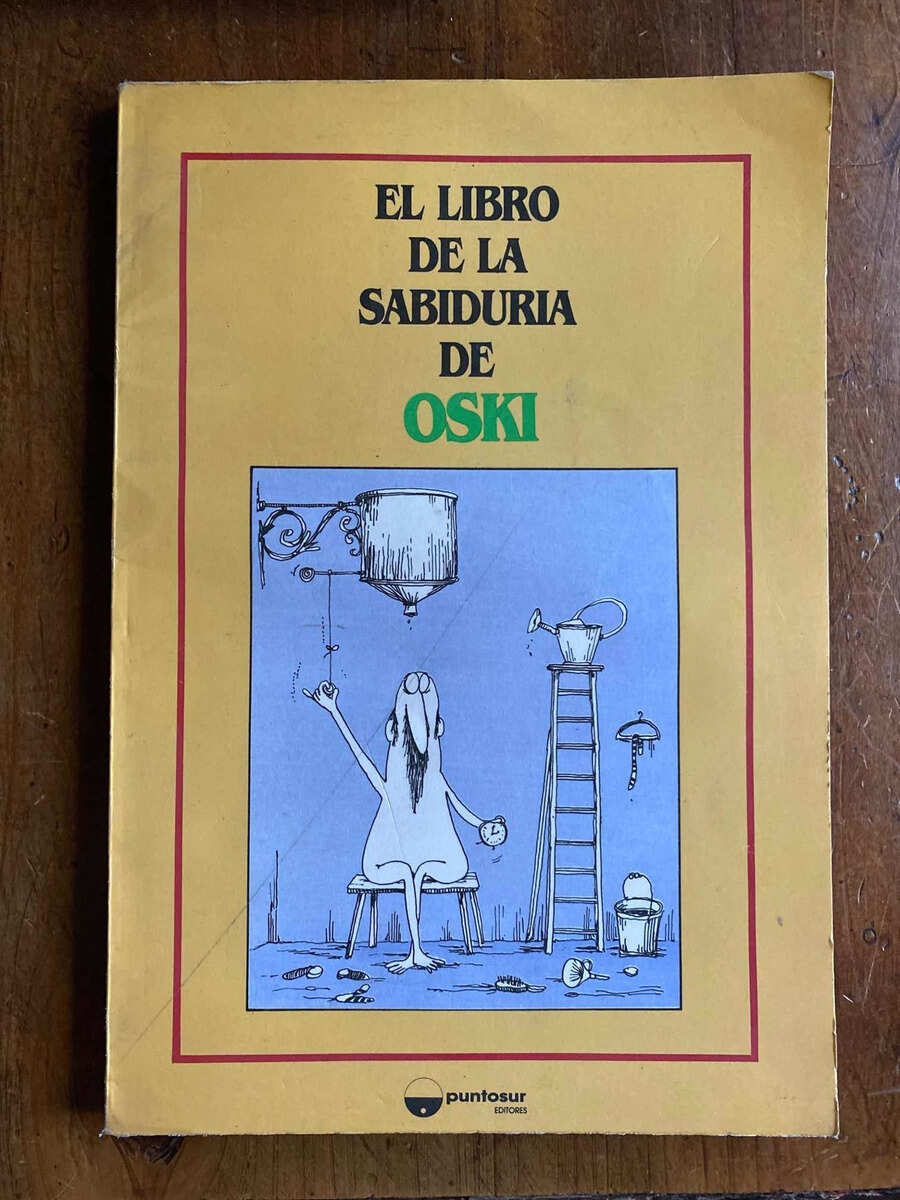 EL LIBRO
DE LA
SABIDURIA
DE
OSKI
puntosur
EDITORES